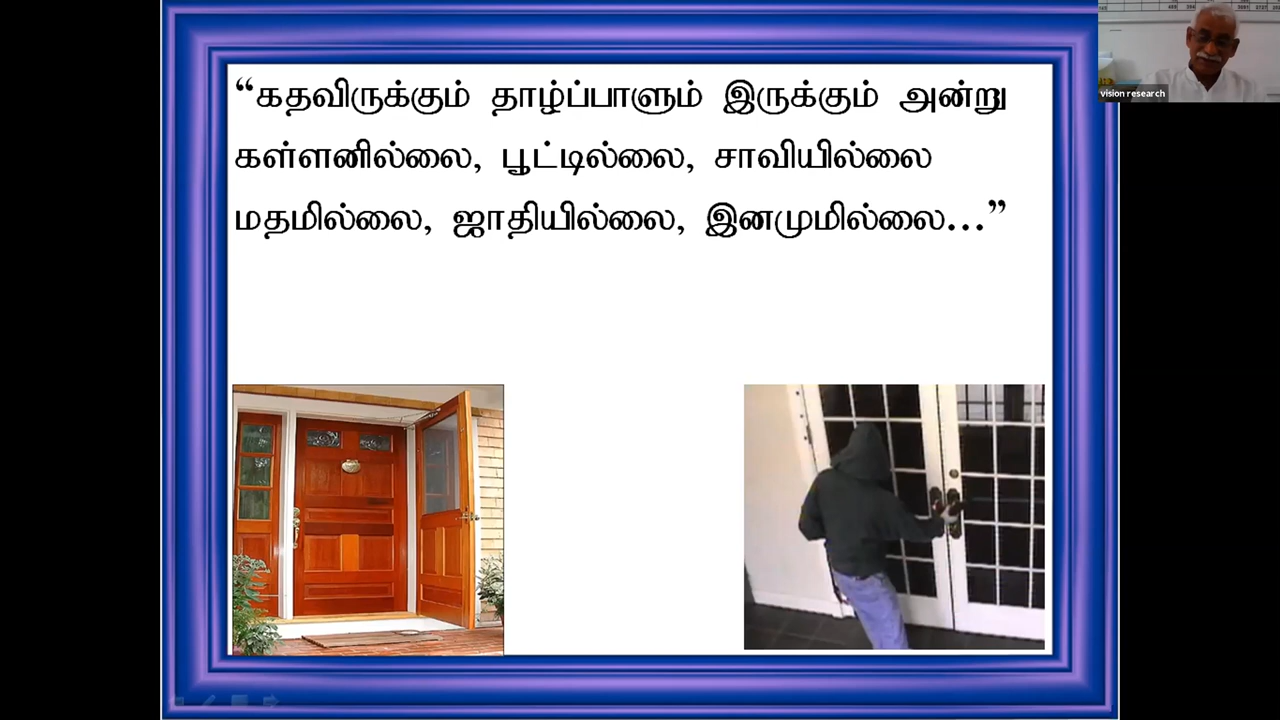 “கதவிருக்கும் தாழ்ப்பாளும் இருக்கும் அன்று
கள்ளனில்லை, பூட்டில்லை, சாவியில்லை
மதமில்லை, ஜாதியில்லை, இனமுமில்லை...”
vision research